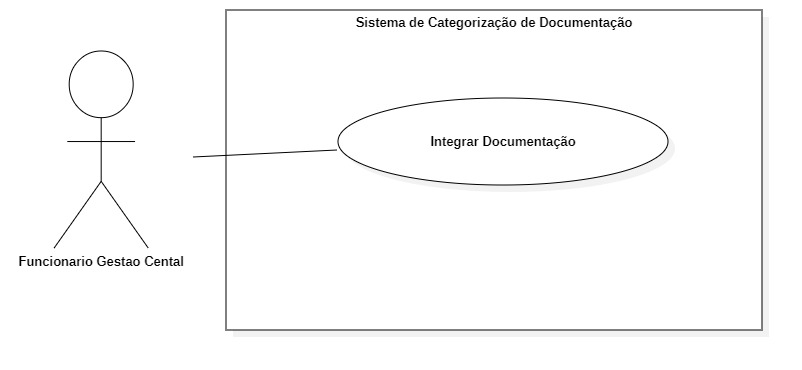 Sistema de Categorização de Documentação
Integrar Documentação
Funcionario Gestao Cental